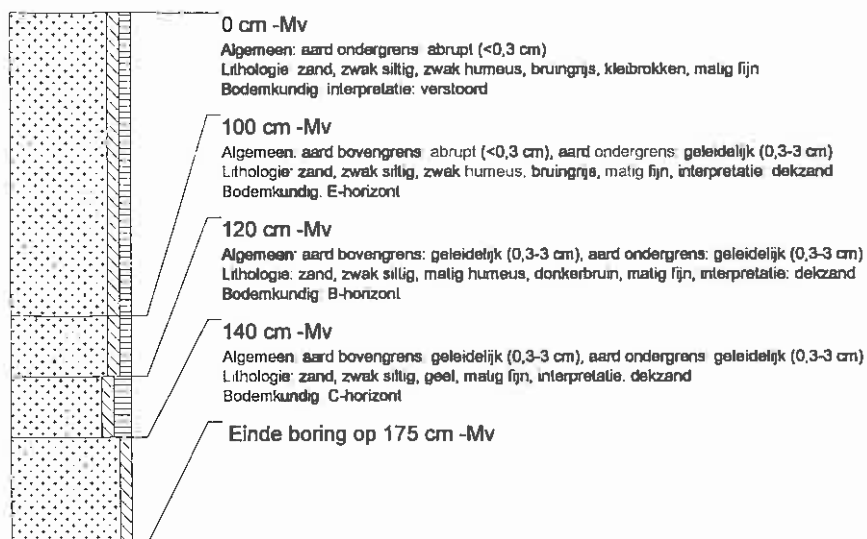 0 cm -Mv
Algemeen: aard ondergrens abrupt (<0,3 cm)
Lithologie: zand, zwak siltig, zwak humeus, bruingrijs, kleibrokken, matig fijn
Bodemkundig interpretatie: verstoord
100 cm -Mv
Algemeen: aard bovengrens abrupt (<0,3 cm), aard ondergrens: geleidelijk (0,3-3 cm)
Lithologie: zand, zwak siltig, zwak humeus, bruingrijs, matig fijn, interpretatie: dekzand
Bodemkundig: E-horizont
120 cm -Mv
Algemeen: aard bovengrens: geleidelijk (0,3-3 cm), aard ondergrens: geleidelijk (0,3-3 cm)
Lithologie: zand, zwak siltig, matig humeus, donkerbruin, matig fijn, interpretatie: dekzand
Bodemkundig: B-horizont
140 cm -Mv
Algemeen: aard bovengrens: geleidelijk (0,3-3 cm), aard ondergrens: geleidelijk (0,3-3 cm)
Lithologie: zand, zwak siltig, geel, matig fijn, interpretatie: dekzand
Bodemkundig: C-horizont
Einde boring op 175 cm -Mv